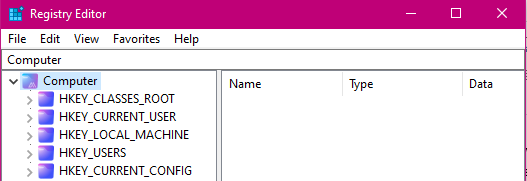 Registry Editor
File Edit View Favorites Help
Computer
Computer
Name Type Data
HKEY_CLASSES_ROOT
HKEY_CURRENT_USER
HKEY_LOCAL_MACHINE
HKEY_USERS
HKEY_CURRENT_CONFIG